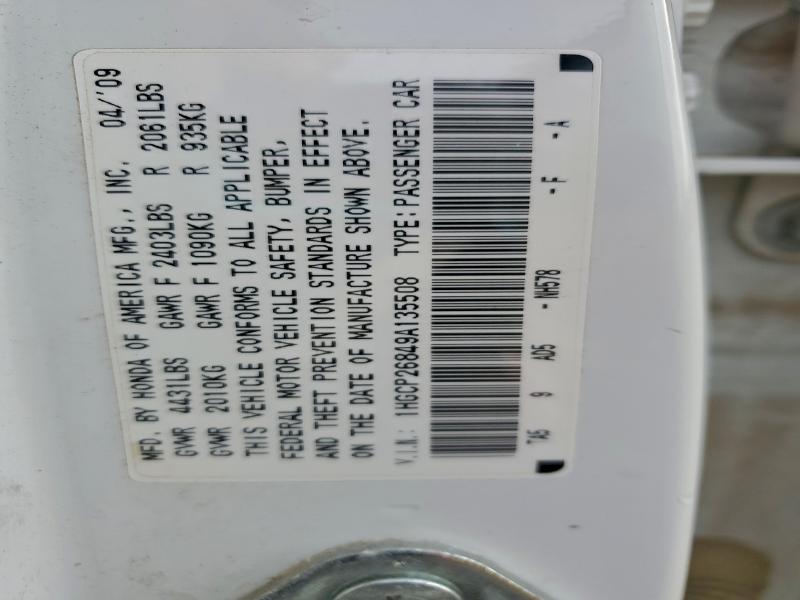 MFD. BY HONDA OF AMERICA MFG., INC. 04/'09
GVWR 4431LBS GAWR F 2403LBS R 2061LBS
GVWR 2010KG GAWR F 1090KG R 935KG
THIS VEHICLE CONFORMS TO ALL APPLICABLE
FEDERAL MOTOR VEHICLE SAFETY, BUMPER,
AND THEFT PREVENTION STANDARDS IN EFFECT
ON THE DATE OF MANUFACTURE SHOWN ABOVE.
V.I.N.: 1HGCP26849A135508 TYPE:PASSENGER CAR
TA5 9 AD5 - NH578 - F - A